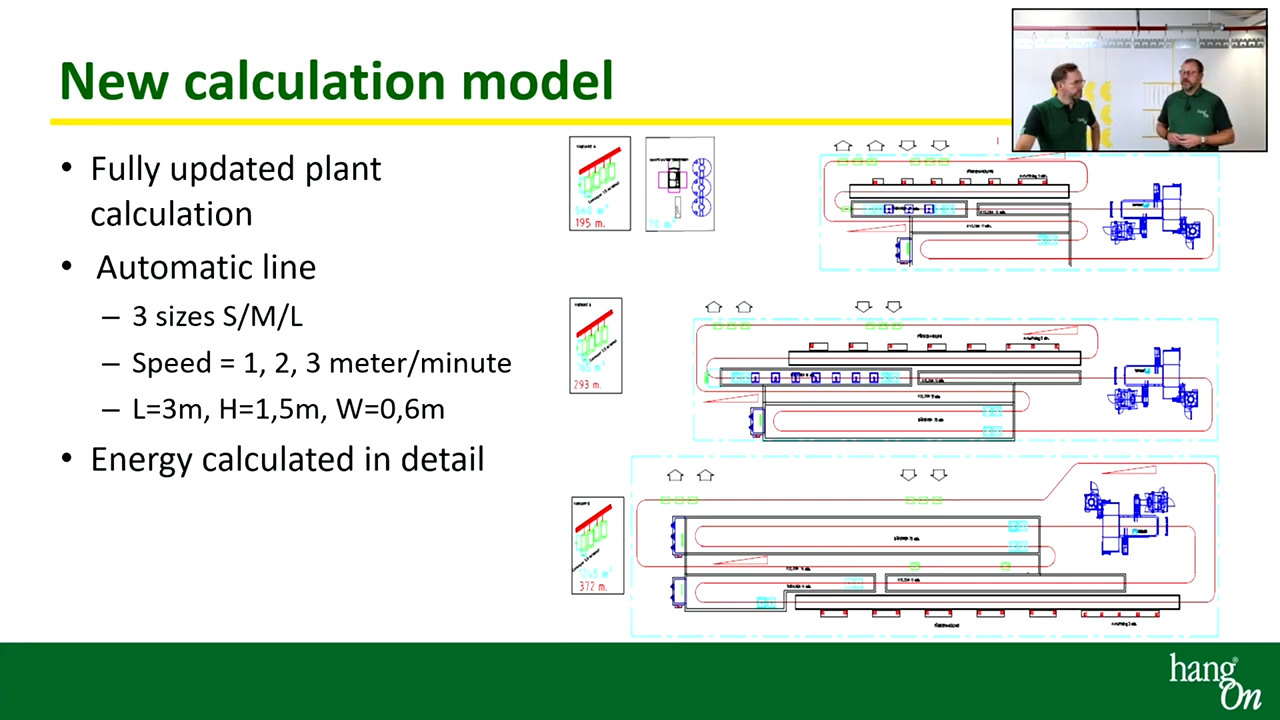 New calculation model
• Fully updated plant
calculation
• Automatic line
– 3 sizes S/M/L
– Speed = 1, 2, 3 meter/minute
– L=3m, H=1,5m, W=0,6m
• Energy calculated in detail
195 m.
293 m.
372 m.
hang
On